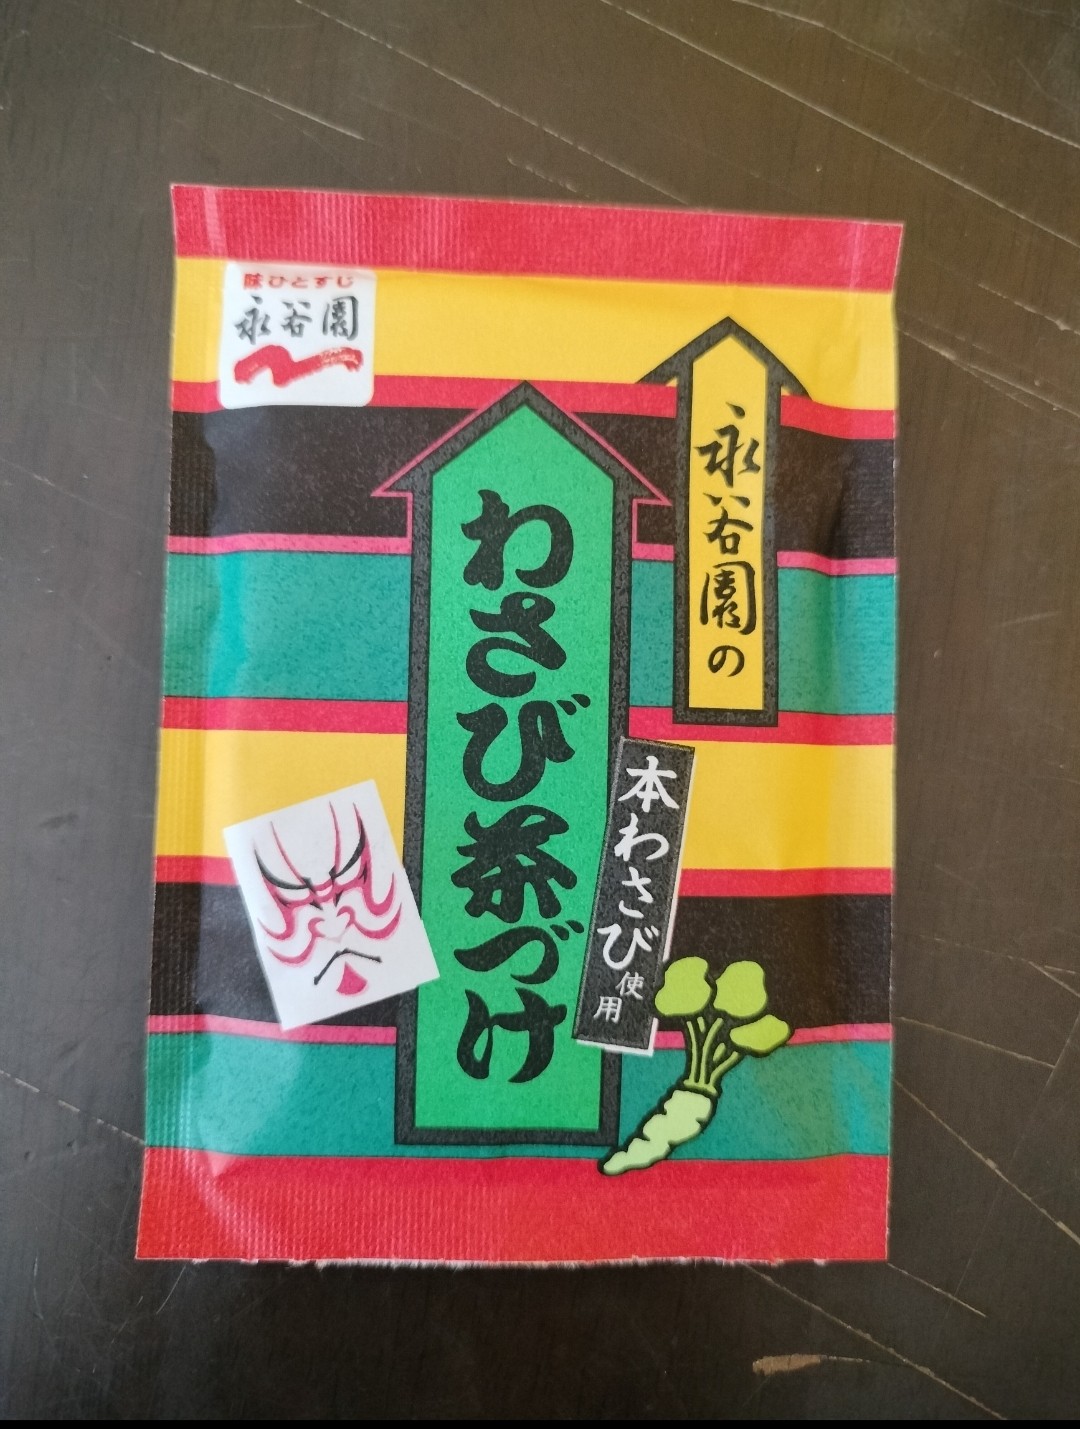 味ひとすじ
永谷園
永谷園の
わさび茶づけ
本わさび使用